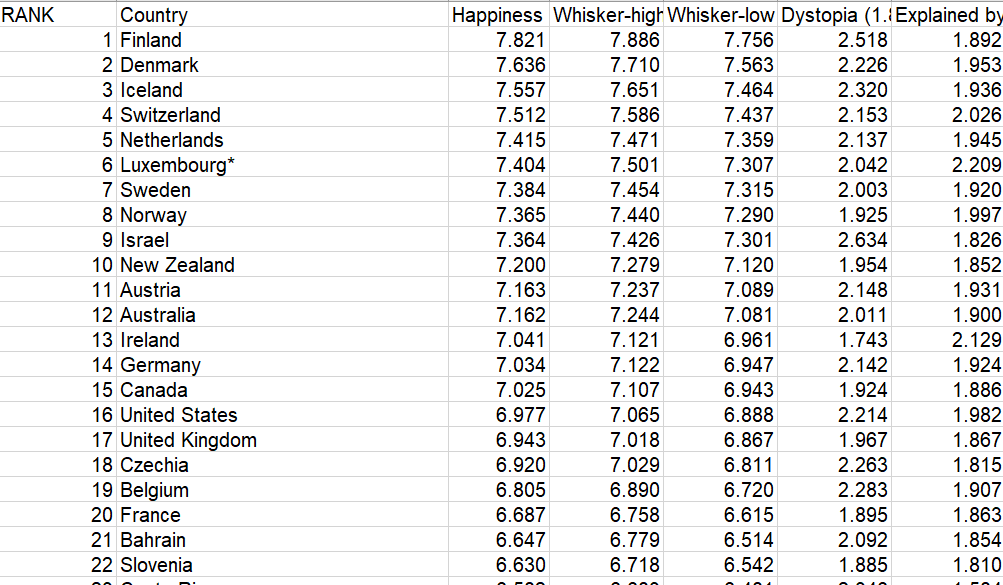 RANK Country Happiness Whisker-high Whisker-low Dystopia (1.8 Explained by
1 Finland 7.821 7.886 7.756 2.518 1.892
2 Denmark 7.636 7.710 7.563 2.226 1.953
3 Iceland 7.557 7.651 7.464 2.320 1.936
4 Switzerland 7.512 7.586 7.437 2.153 2.026
5 Netherlands 7.415 7.471 7.359 2.137 1.945
6 Luxembourg* 7.404 7.501 7.307 2.042 2.209
7 Sweden 7.384 7.454 7.315 2.003 1.920
8 Norway 7.365 7.440 7.290 1.925 1.997
9 Israel 7.364 7.426 7.301 2.634 1.826
10 New Zealand 7.200 7.279 7.120 1.954 1.852
11 Austria 7.163 7.237 7.089 2.148 1.931
12 Australia 7.162 7.244 7.081 2.011 1.900
13 Ireland 7.041 7.121 6.961 1.743 2.129
14 Germany 7.034 7.122 6.947 2.142 1.924
15 Canada 7.025 7.107 6.943 1.924 1.886
16 United States 6.977 7.065 6.888 2.214 1.982
17 United Kingdom 6.943 7.018 6.867 1.967 1.867
18 Czechia 6.920 7.029 6.811 2.263 1.815
19 Belgium 6.805 6.890 6.720 2.283 1.907
20 France 6.687 6.758 6.615 1.895 1.863
21 Bahrain 6.647 6.779 6.514 2.092 1.854
22 Slovenia 6.630 6.718 6.542 1.885 1.810